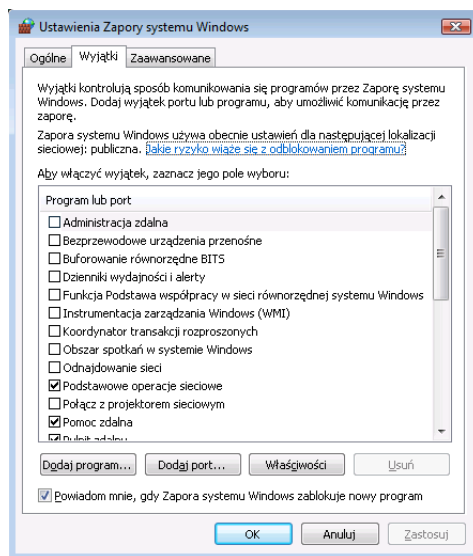 Ustawienia Zapory systemu Windows
Ogólne Wyjątki Zaawansowane
Wyjątki kontrolują sposób komunikowania się programów przez Zaporę systemu
Windows. Dodaj wyjątek portu lub programu, aby umożliwić komunikację przez
zaporę.
Zapora systemu Windows używa obecnie ustawień dla następującej lokalizacji
sieciowej: publiczna. Jakie ryzyko wiąże się z odblokowaniem programu?
Aby włączyć wyjątek, zaznacz jego pole wyboru:
Program lub port
Administracja zdalna
Bezprzewodowe urządzenia przenośne
Buforowanie równorzędne BITS
Dzienniki wydajności i alerty
Funkcja Podstawa współpracy w sieci równorzędnej systemu Windows
Instrumentacja zarządzania Windows (WMI)
Koordynator transakcji rozproszonych
Obszar spotkań w systemie Windows
Odnajdowanie sieci
Podstawowe operacje sieciowe
Połącz z projektorem sieciowym
Pomoc zdalna
Pulpit zdalny
Dodaj program... Dodaj port... Właściwości Usuń
Powiadom mnie, gdy Zapora systemu Windows zablokuje nowy program
OK Anuluj Zastosuj